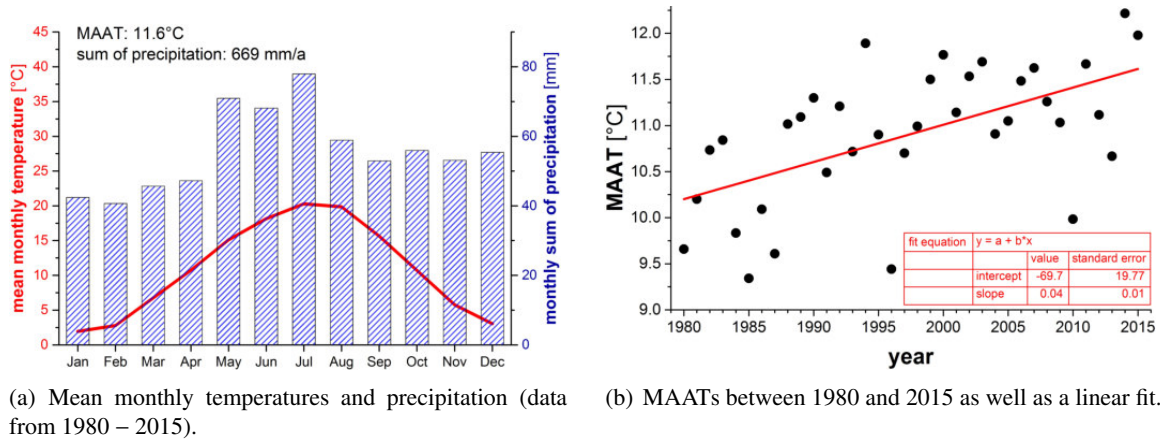 MAAT: 11.6°C
sum of precipitation: 669 mm/a
mean monthly temperature [°C]
45
40
35
30
25
20
15
10
5
0
monthly sum of precipitation [mm]
80
60
40
20
0
Jan Feb Mar Apr May Jun Jul Aug Sep Oct Nov Dec
(a) Mean monthly temperatures and precipitation (data
from 1980 – 2015).
MAAT [°C]
12.0
11.5
11.0
10.5
10.0
9.5
9.0
fit equation y = a + b*x
value standard error
intercept -69.7 19.77
slope 0.04 0.01
1980 1985 1990 1995 2000 2005 2010 2015
year
(b) MAATs between 1980 and 2015 as well as a linear fit.